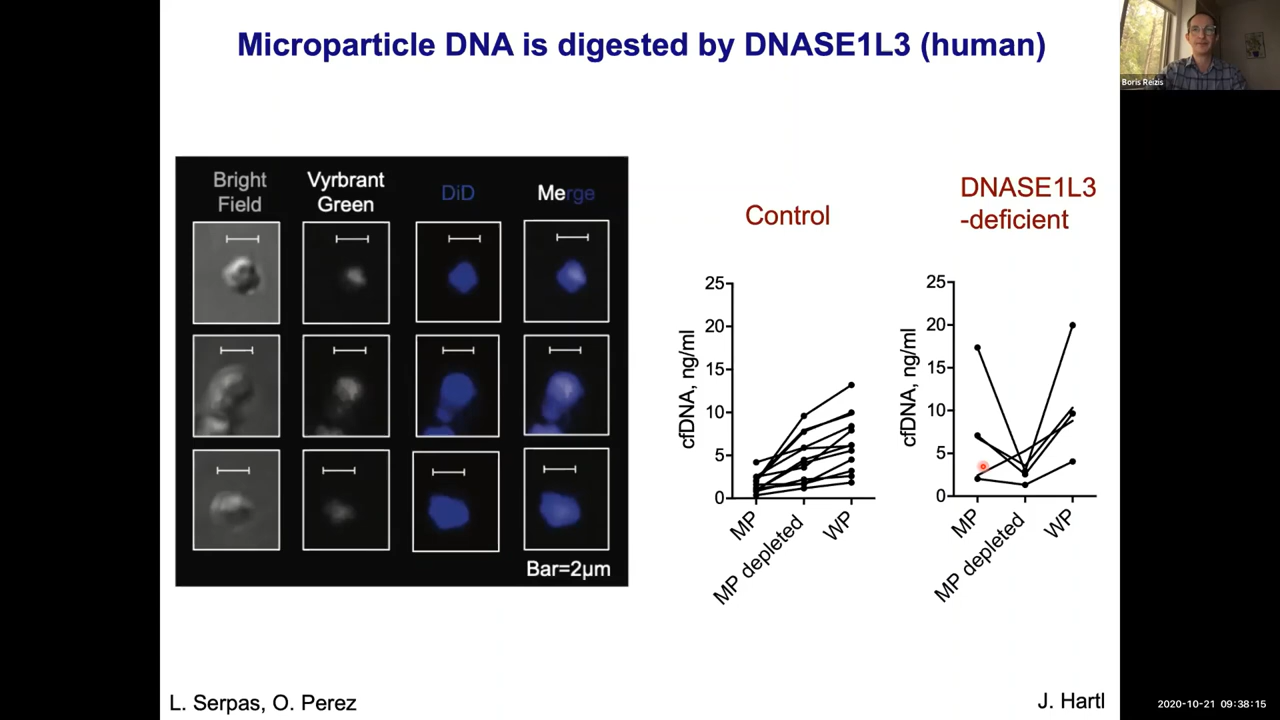 Microparticle DNA is digested by DNASE1L3 (human)
Boris Reizis
Bright
Field
Vyrbrant
Green
DiD
Merge
Bar=2μm
Control
DNASE1L3
-deficient
cfDNA, ng/ml
25
20
15
10
5
0
MP
MP depleted
WP
cfDNA, ng/ml
25
20
15
10
5
0
MP
MP depleted
WP
L. Serpas, O. Perez
J. Hartl
2020-10-21 09:38:15